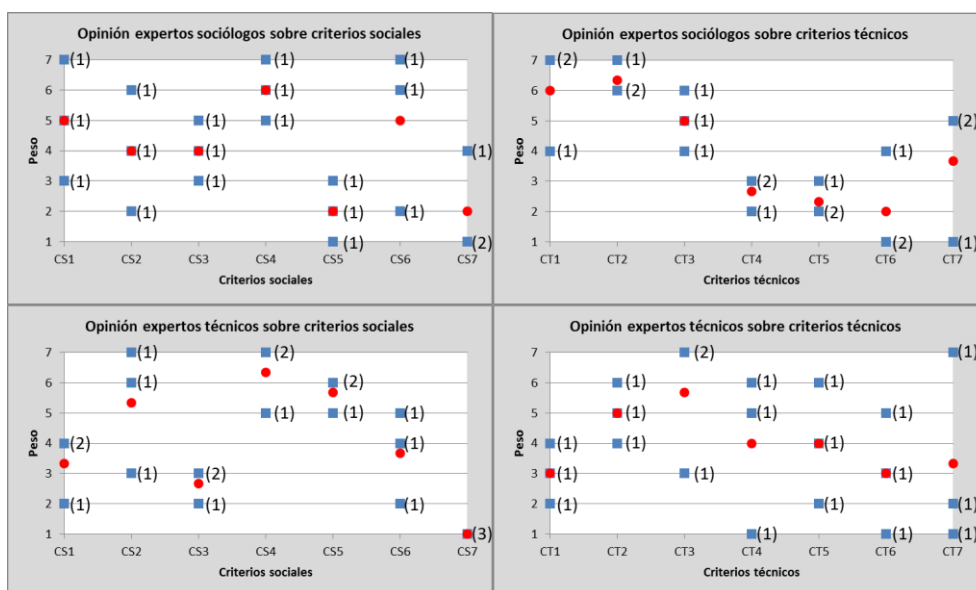 Opinión expertos sociólogos sobre criterios sociales
Peso
7 (1) (1) (1)
6 (1) (1) (1)
5 (1) (1) (1)
4 (1) (1) (1)
3 (1) (1) (1)
2 (1) (1) (1)
1 (1) (2)
CS1 CS2 CS3 CS4 CS5 CS6 CS7
Criterios sociales
Opinión expertos sociólogos sobre criterios técnicos
Peso
7 (2) (1)
6 (2) (1)
5 (1) (2)
4 (1) (1) (1)
3 (2) (1)
2 (1) (2)
1 (2) (1)
CT1 CT2 CT3 CT4 CT5 CT6 CT7
Criterios técnicos
Opinión expertos técnicos sobre criterios sociales
Peso
7 (1) (2)
6 (1) (2)
5 (1) (1) (1)
4 (2) (1)
3 (1) (2)
2 (1) (1) (1)
1 (3)
CS1 CS2 CS3 CS4 CS5 CS6 CS7
Criterios sociales
Opinión expertos técnicos sobre criterios técnicos
Peso
7 (2) (1)
6 (1) (1) (1)
5 (1) (1) (1)
4 (1) (1) (1)
3 (1) (1) (1)
2 (1) (1) (1)
1 (1) (1) (1)
CT1 CT2 CT3 CT4 CT5 CT6 CT7
Criterios técnicos